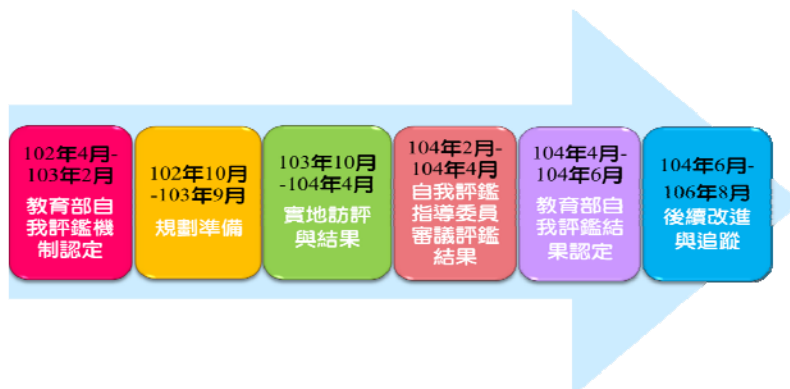 102年4月-
103年2月
教育部自
我評鑑機
制認定
102年10月
-103年9月
規劃準備
103年10月
-104年4月
實地訪評
與結果
104年2月-
104年4月
自我評鑑
指導委員
審議評鑑
結果
104年4月-
104年6月
教育部自
我評鑑結
果認定
104年6月-
106年8月
後續改進
與追蹤